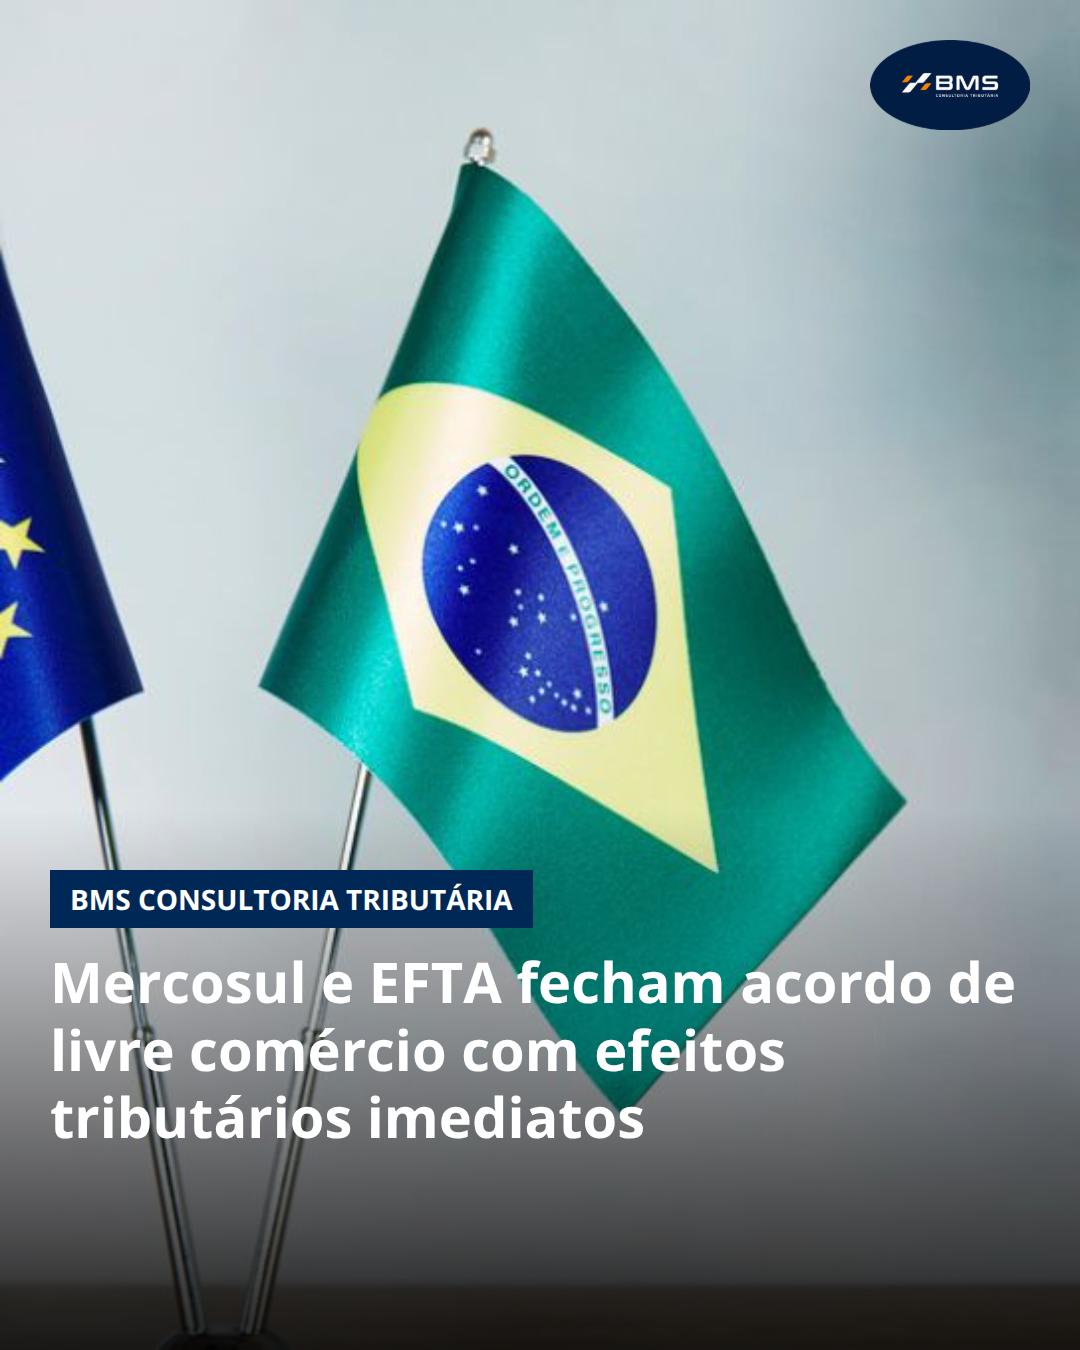 BMS
CONSULTORIA TRIBUTÁRIA
ORDEM E PROGRESSO
BMS CONSULTORIA TRIBUTÁRIA
Mercosul e EFTA fecham acordo de
livre comércio com efeitos
tributários imediatos